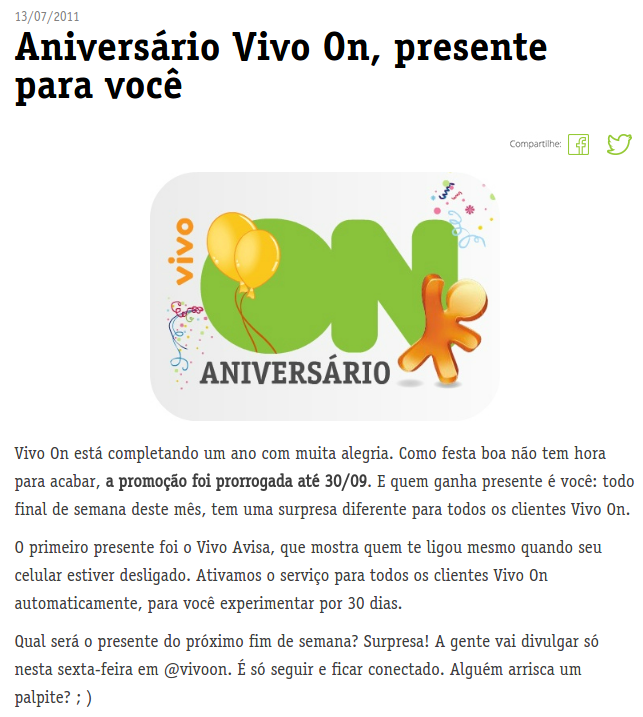 13/07/2011
Aniversário Vivo On, presente
para você
Compartilhe:
vivo
ON
ANIVERSÁRIO
Vivo On está completando um ano com muita alegria. Como festa boa não tem hora
para acabar, a promoção foi prorrogada até 30/09. E quem ganha presente é você: todo
final de semana deste mês, tem uma surpresa diferente para todos os clientes Vivo On.
O primeiro presente foi o Vivo Avisa, que mostra quem te ligou mesmo quando seu
celular estiver desligado. Ativamos o serviço para todos os clientes Vivo On
automaticamente, para você experimentar por 30 dias.
Qual será o presente do próximo fim de semana? Surpresa! A gente vai divulgar só
nesta sexta-feira em @vivoon. É só seguir e ficar conectado. Alguém arrisca um
palpite? ; )